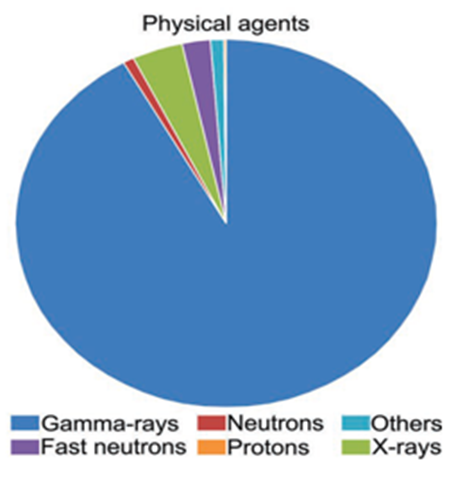 Physical agents
Gamma-rays Neutrons Others
Fast neutrons Protons X-rays